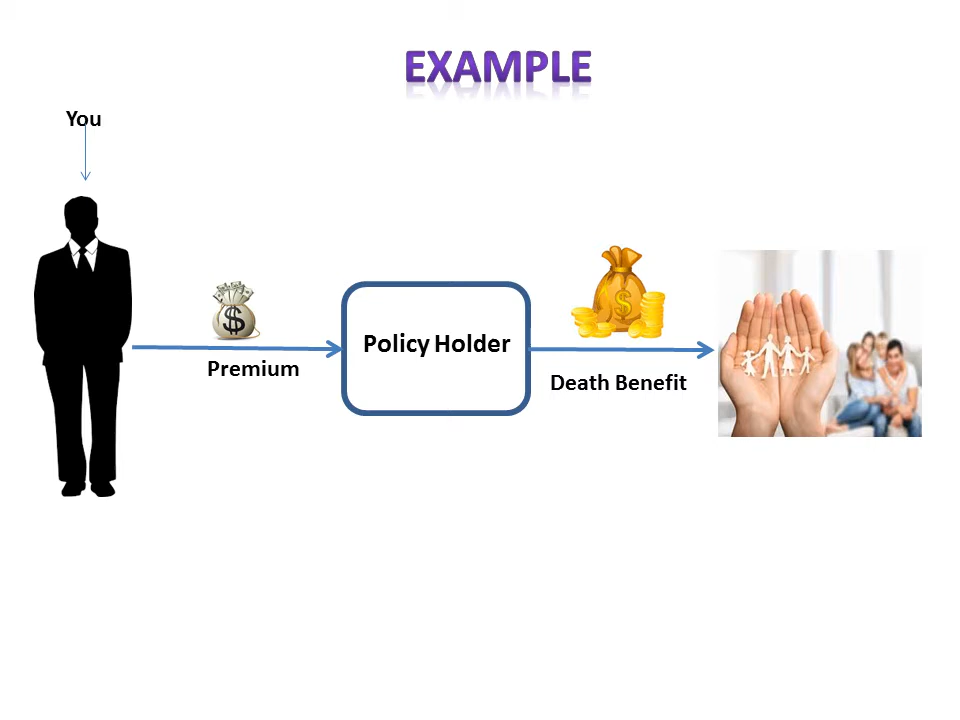 EXAMPLE
You
Policy Holder
Premium
Death Benefit
$
$